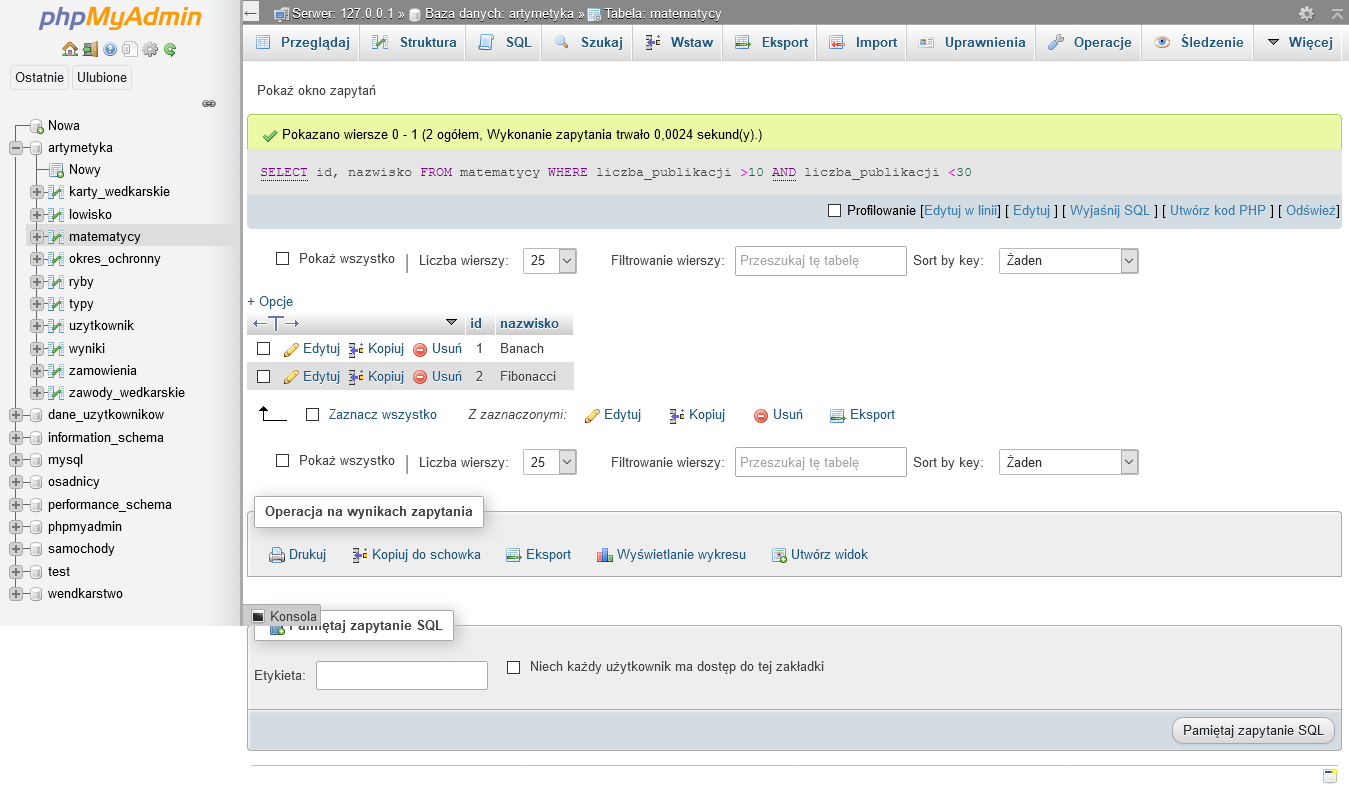 phpMyAdmin
Ostatnie Ulubione
Nowa
artymetyka
Nowy
karty_wedkarskie
lowisko
matematycy
okres_ochronny
ryby
typy
uzytkownik
wyniki
zamowienia
zawody_wedkarskie
dane_uzytkownikow
information_schema
mysql
osadnicy
performance_schema
phpmyadmin
samochody
test
wendkarstwo
Serwer: 127.0.0.1 » Baza danych: artymetyka » Tabela: matematycy
Przeglądaj Struktura SQL Szukaj Wstaw Eksport Import Uprawnienia Operacje Śledzenie Więcej
Pokaż okno zapytań
Pokazano wiersze 0 - 1 (2 ogółem, Wykonanie zapytania trwało 0,0024 sekund(y).)
SELECT id, nazwisko FROM matematycy WHERE liczba_publikacji >10 AND liczba_publikacji <30
Profilowanie [Edytuj w linii] [ Edytuj ] [ Wyjaśnij SQL ] [ Utwórz kod PHP ] [ Odśwież]
Pokaż wszystko | Liczba wierszy: 25 Filtrowanie wierszy: Przeszukaj tę tabelę Sort by key: Żaden
+ Opcje
←T→ id nazwisko
Edytuj Kopiuj Usuń 1 Banach
Edytuj Kopiuj Usuń 2 Fibonacci
Zaznacz wszystko Z zaznaczonymi: Edytuj Kopiuj Usuń Eksport
Pokaż wszystko | Liczba wierszy: 25 Filtrowanie wierszy: Przeszukaj tę tabelę Sort by key: Żaden
Operacja na wynikach zapytania
Drukuj Kopiuj do schowka Eksport Wyświetlanie wykresu Utwórz widok
Konsola
Pamiętaj zapytanie SQL
Etykieta: Niech każdy użytkownik ma dostęp do tej zakładki
Pamiętaj zapytanie SQL